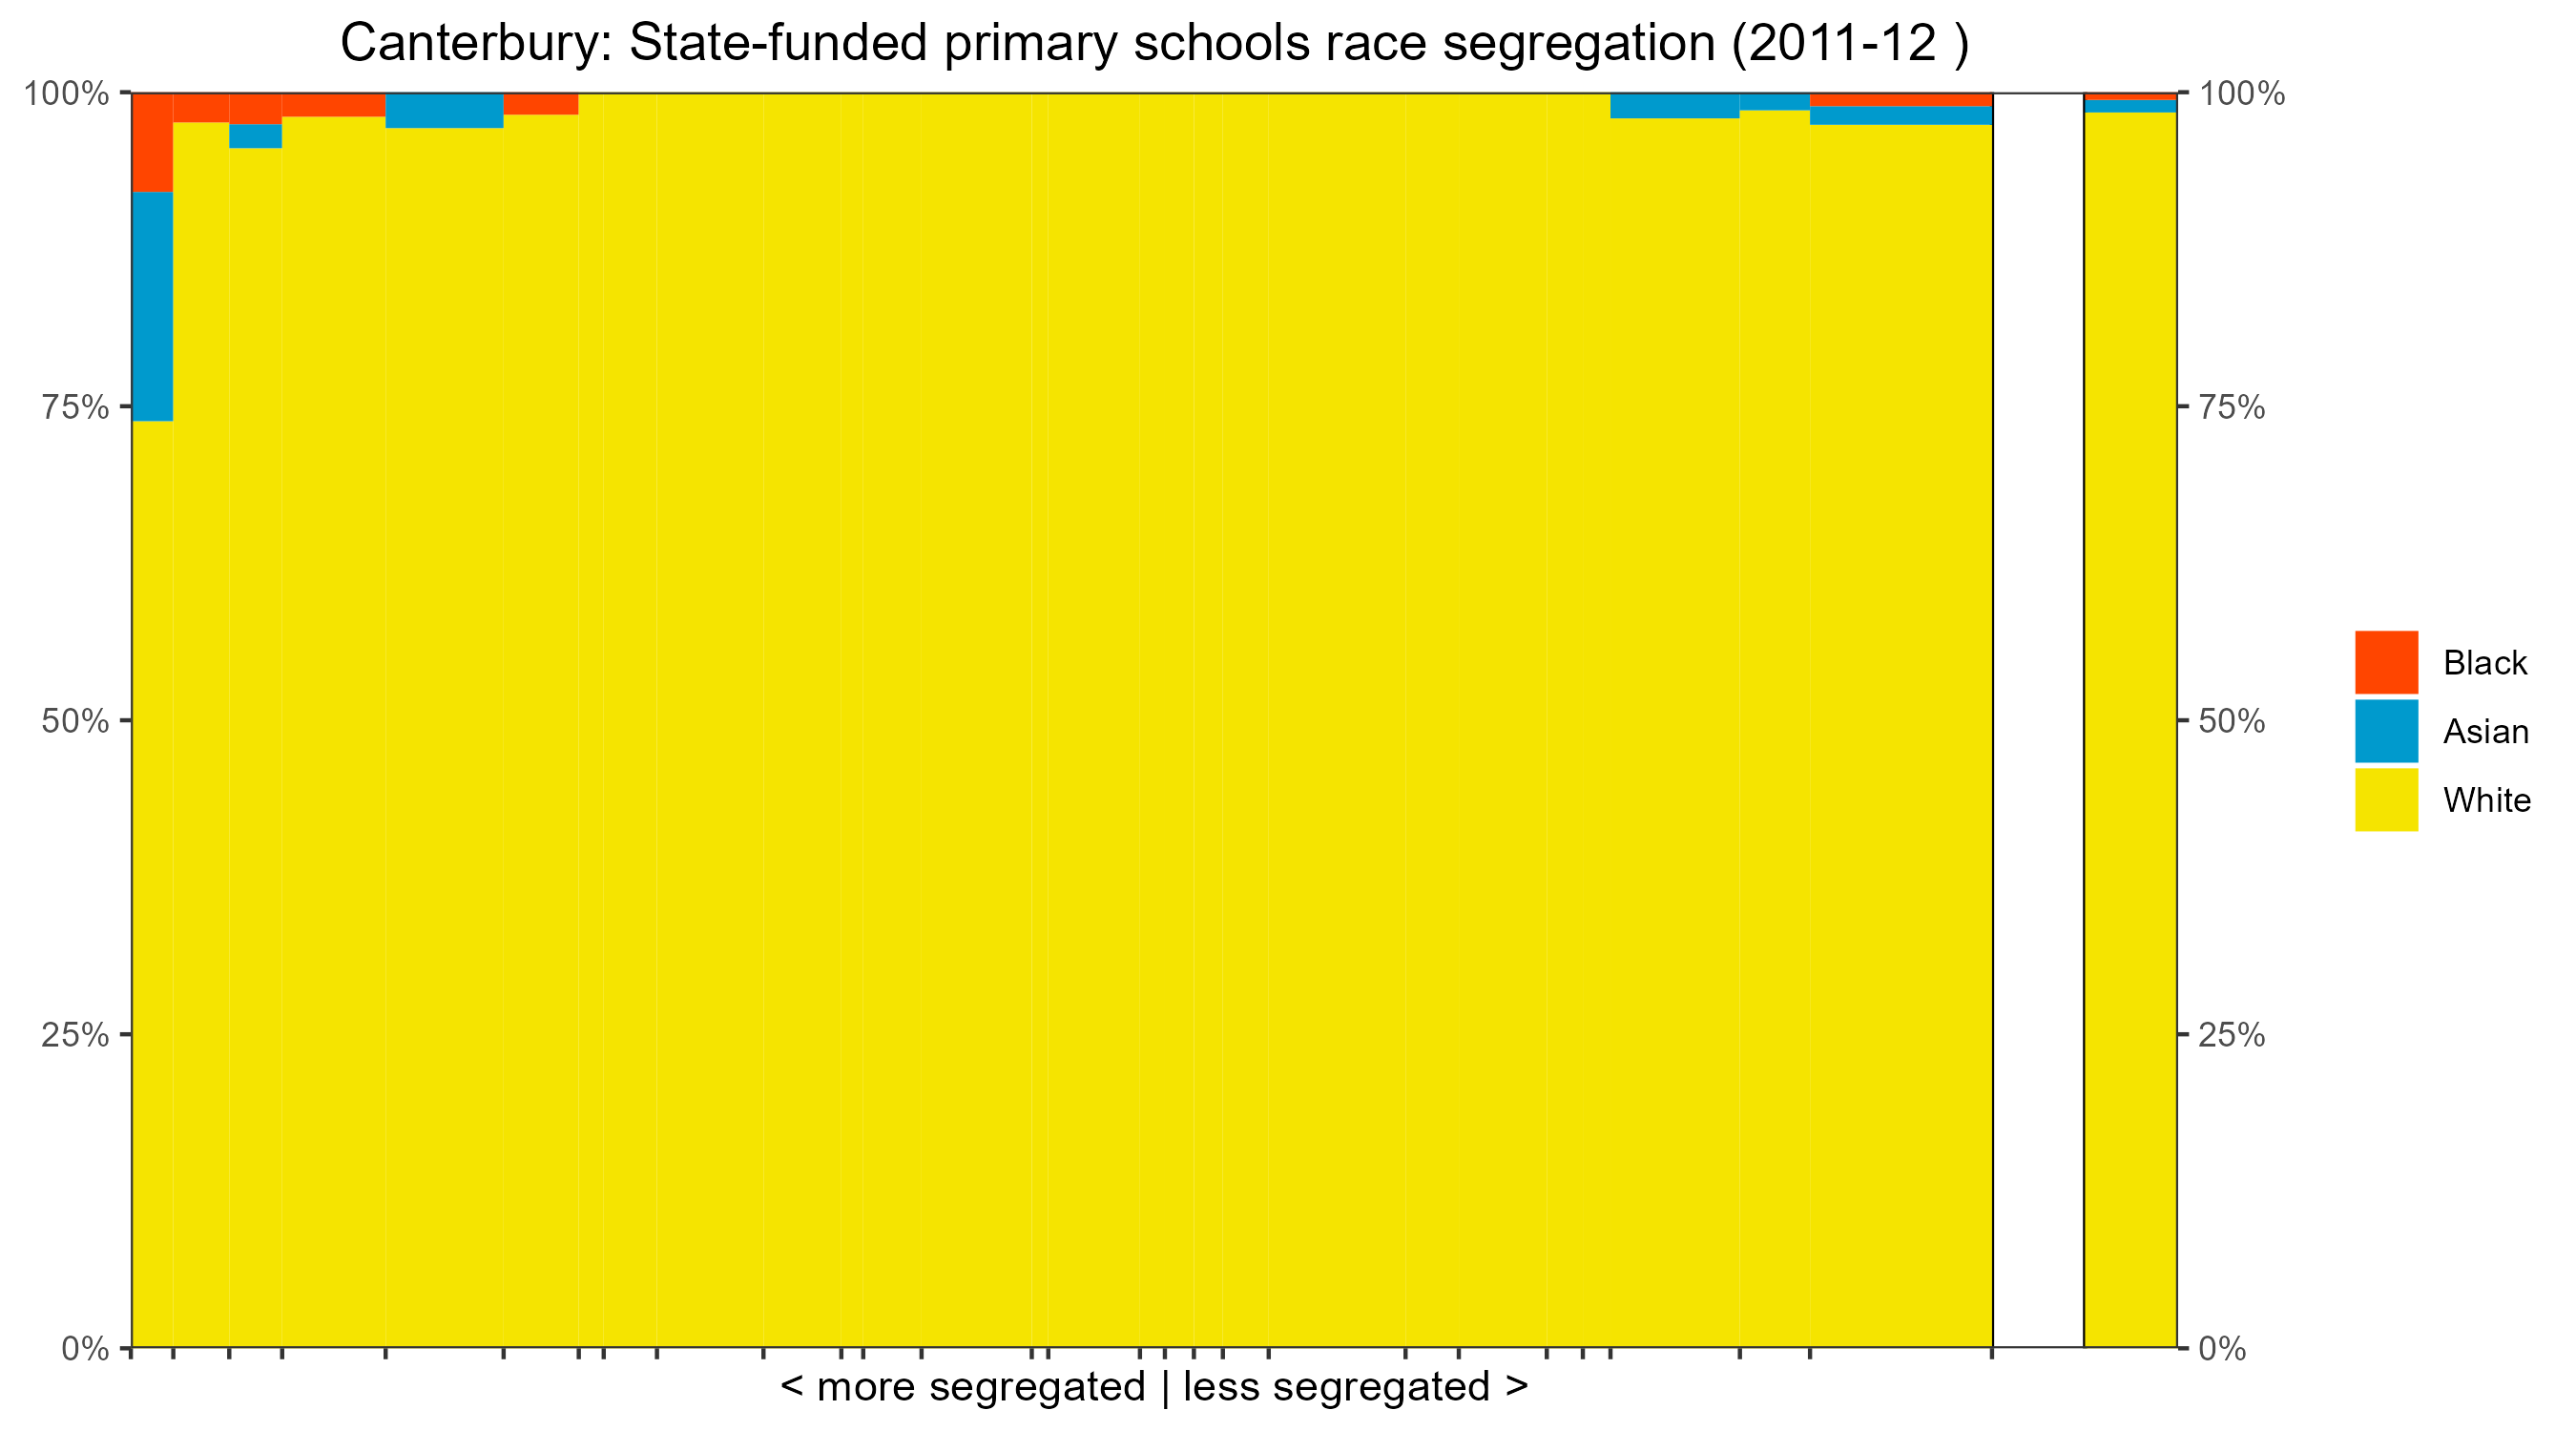 Canterbury: State-funded primary schools race segregation (2011-12 )
100%
75%
50%
25%
0%
100%
75%
50%
25%
0%
Black
Asian
White
< more segregated | less segregated >